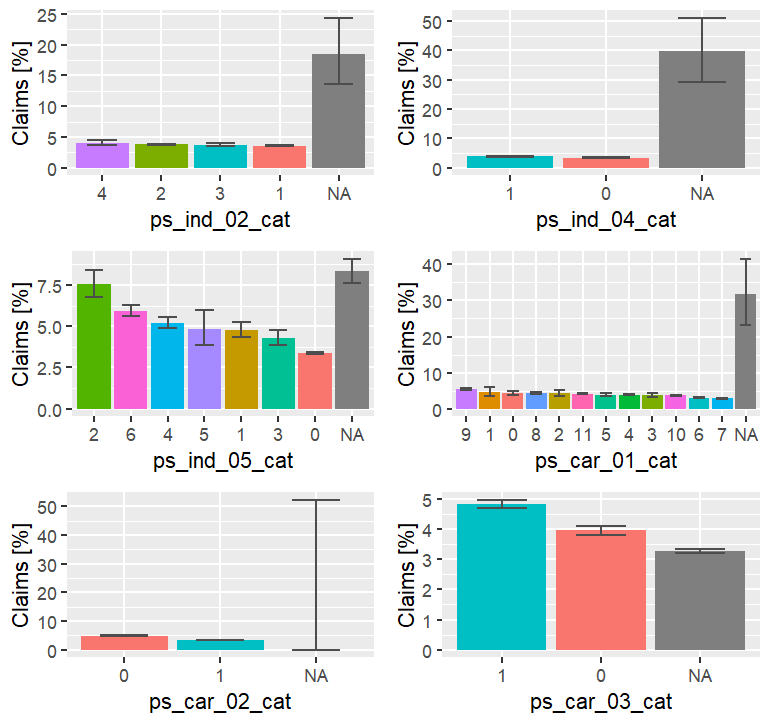 25
20
15
10
5
0
Claims [%]
4 2 3 1 NA
ps_ind_02_cat
50
40
30
20
10
0
Claims [%]
1 0 NA
ps_ind_04_cat
7.5
5.0
2.5
0.0
Claims [%]
2 6 4 5 1 3 0 NA
ps_ind_05_cat
40
30
20
10
0
Claims [%]
9 1 0 8 2 11 5 4 3 10 6 7 NA
ps_car_01_cat
50
40
30
20
10
0
Claims [%]
0 1 NA
ps_car_02_cat
5
4
3
2
1
0
Claims [%]
1 0 NA
ps_car_03_cat